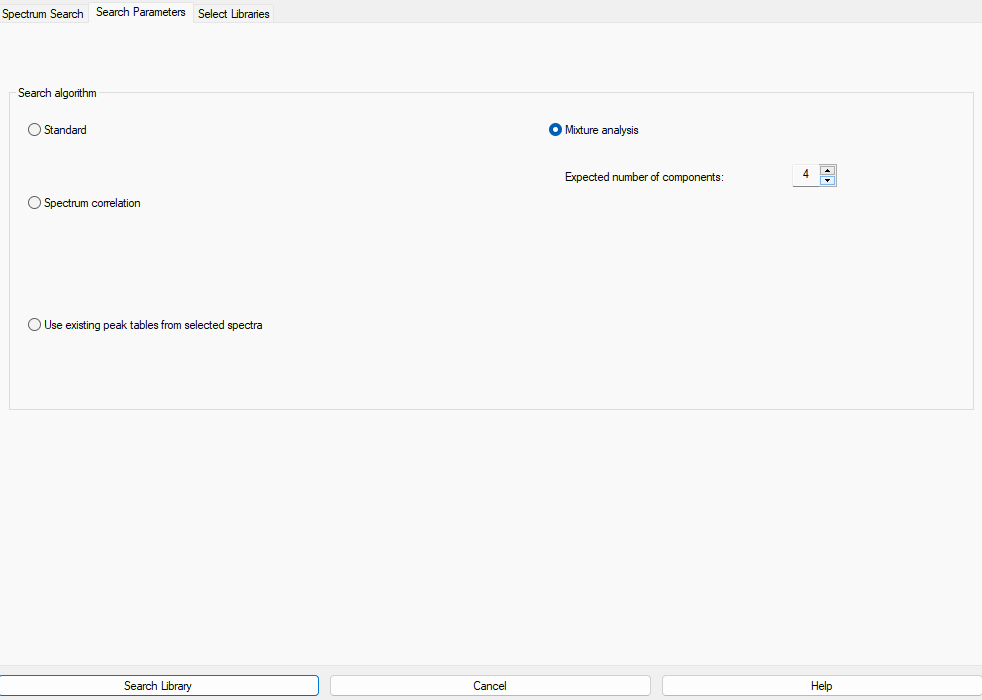 Spectrum Search Search Parameters Select Libraries
Search algorithm
Standard
Mixture analysis
Expected number of components: 4
Spectrum correlation
Use existing peak tables from selected spectra
Search Library Cancel Help